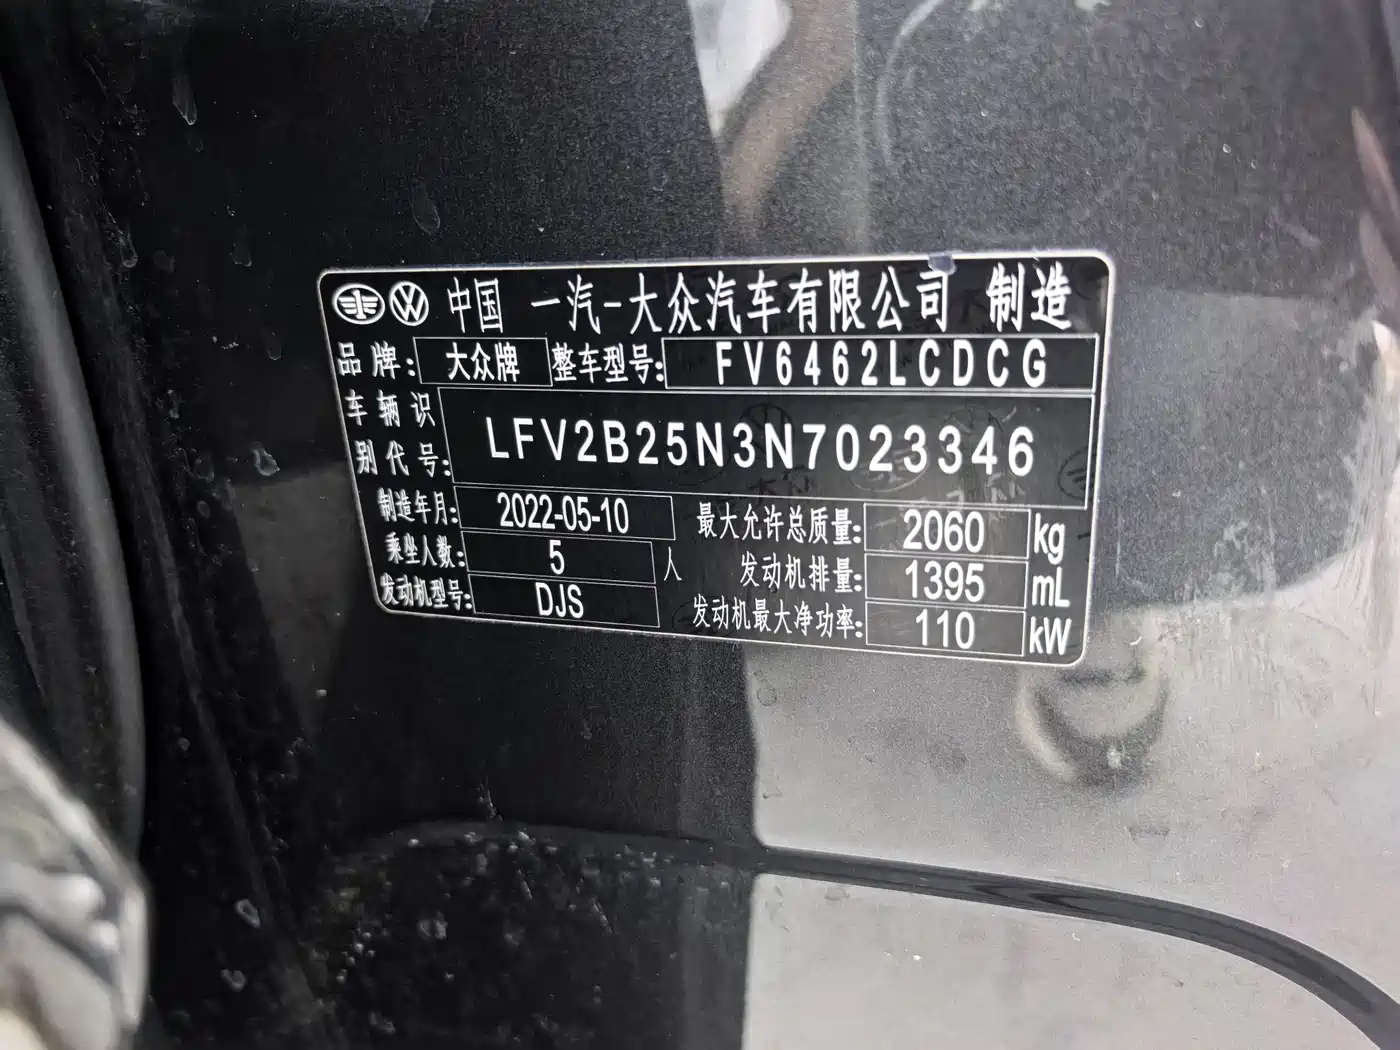 中国 一汽-大众汽车有限公司 制造
品牌: 大众牌 整车型号: FV6462LCDCG
车辆识别代号: LFV2B25N3N7023346
制造年月: 2022-05-10 最大允许总质量: 2060 kg
乘坐人数: 5 人 发动机排量: 1395 mL
发动机型号: DJS 发动机最大净功率: 110 kW